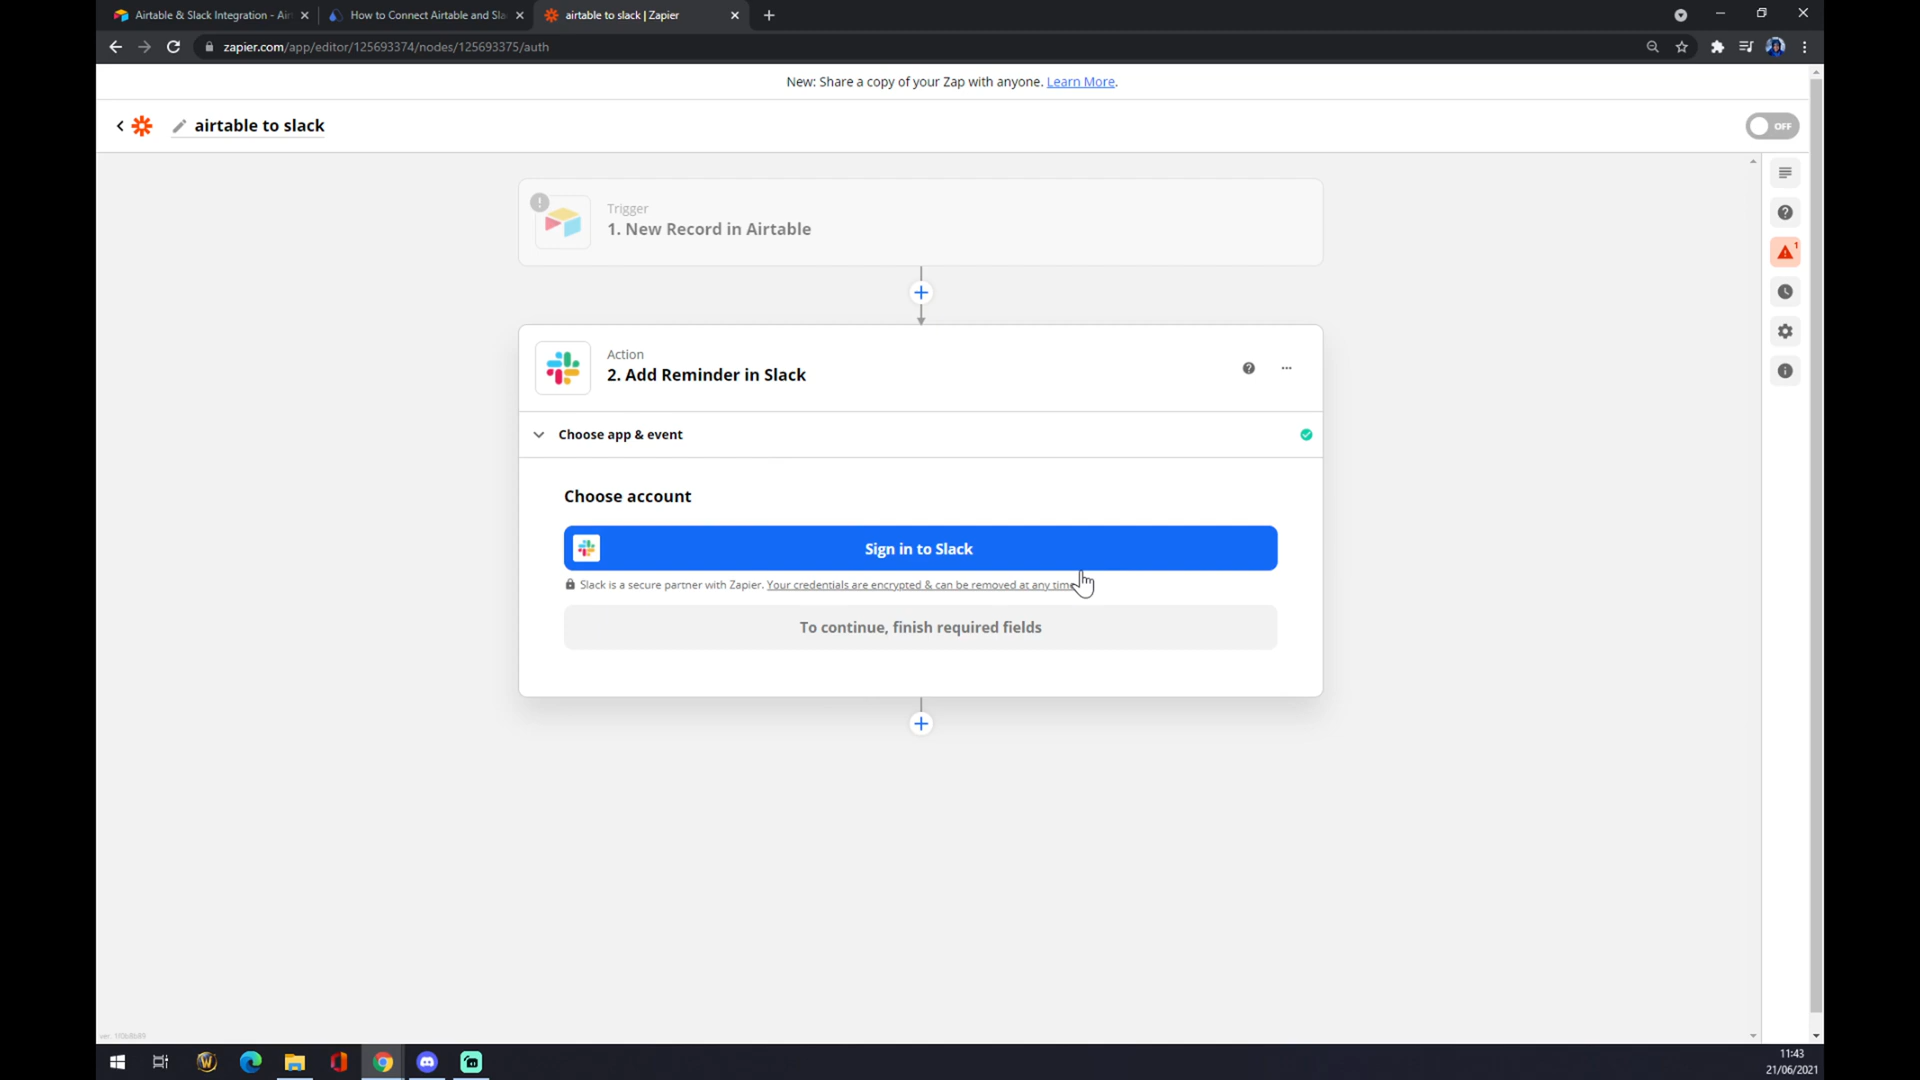 Airtable & Slack Integration - Air
How to Connect Airtable and Sla
airtable to slack | Zapier
zapier.com/app/editor/125693374/nodes/125693375/auth
New: Share a copy of your Zap with anyone. Learn More.
airtable to slack
OFF
Trigger
1. New Record in Airtable
1
Action
2. Add Reminder in Slack
Choose app & event
Choose account
Sign in to Slack
Slack is a secure partner with Zapier. Your credentials are encrypted & can be removed at any time
To continue, finish required fields
11:43
21/06/2021